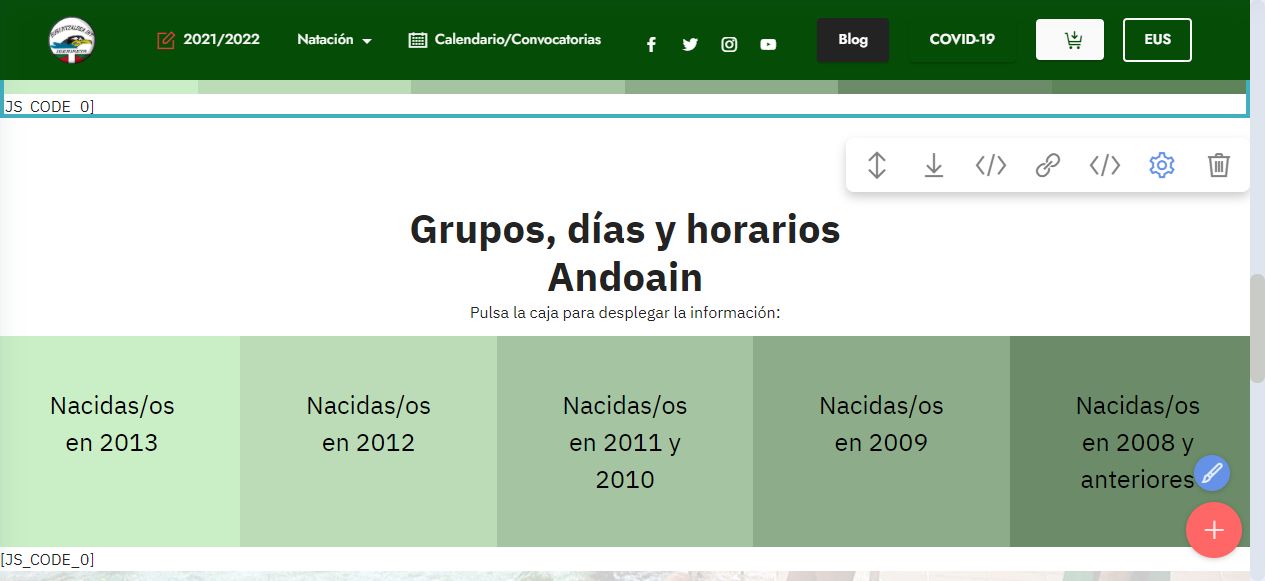 2021/2022 Natación Calendario/Convocatorias Blog COVID-19 EUS
JS_CODE_0]
Grupos, días y horarios
Andoain
Pulsa la caja para desplegar la información:
Nacidas/os
en 2013
Nacidas/os
en 2012
Nacidas/os
en 2011 y
2010
Nacidas/os
en 2009
Nacidas/os
en 2008 y
anteriores
[JS_CODE_0]